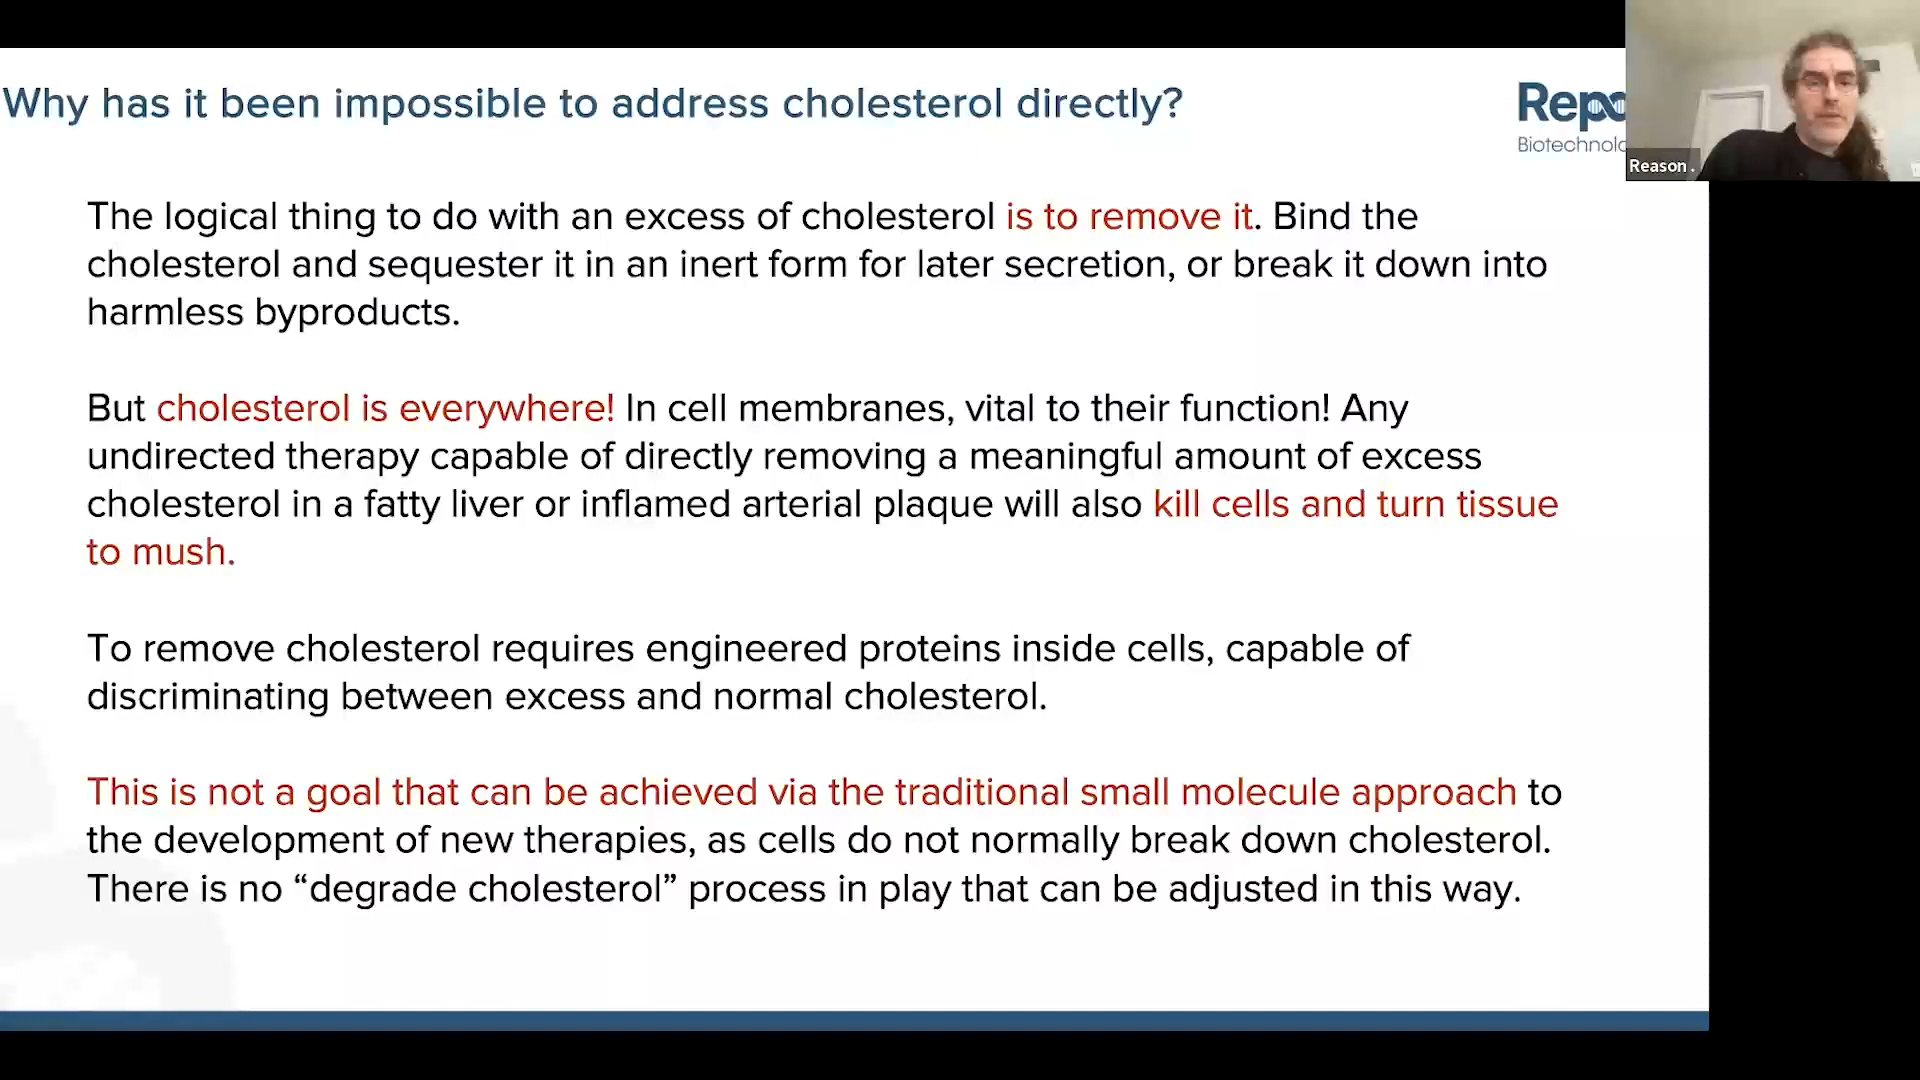 Why has it been impossible to address cholesterol directly?
Reason .
The logical thing to do with an excess of cholesterol is to remove it. Bind the
cholesterol and sequester it in an inert form for later secretion, or break it down into
harmless byproducts.
But cholesterol is everywhere! In cell membranes, vital to their function! Any
undirected therapy capable of directly removing a meaningful amount of excess
cholesterol in a fatty liver or inflamed arterial plaque will also kill cells and turn tissue
to mush.
To remove cholesterol requires engineered proteins inside cells, capable of
discriminating between excess and normal cholesterol.
This is not a goal that can be achieved via the traditional small molecule approach to
the development of new therapies, as cells do not normally break down cholesterol.
There is no “degrade cholesterol” process in play that can be adjusted in this way.